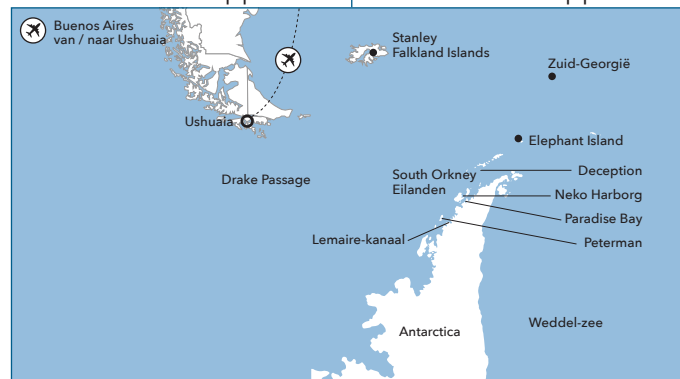 Buenos Aires
van / naar Ushuaia
Stanley
Falkland Islands
Zuid-Georgië
Ushuaia
Elephant Island
Drake Passage
South Orkney
Eilanden
Deception
Neko Harborg
Paradise Bay
Lemaire-kanaal
Peterman
Antarctica
Weddel-zee